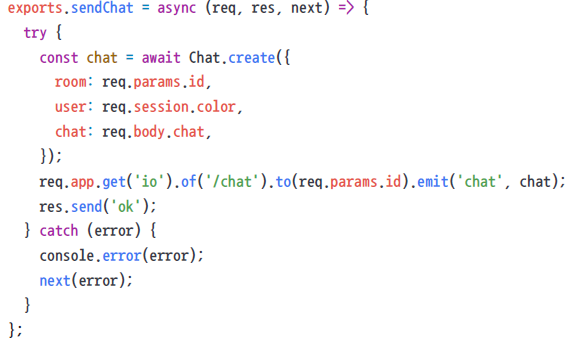 exports.sendChat = async (req, res, next) => {
  try {
    const chat = await Chat.create({
      room: req.params.id,
      user: req.session.color,
      chat: req.body.chat,
    });
    req.app.get('io').of('/chat').to(req.params.id).emit('chat', chat);
    res.send('ok');
  } catch (error) {
    console.error(error);
    next(error);
  }
};